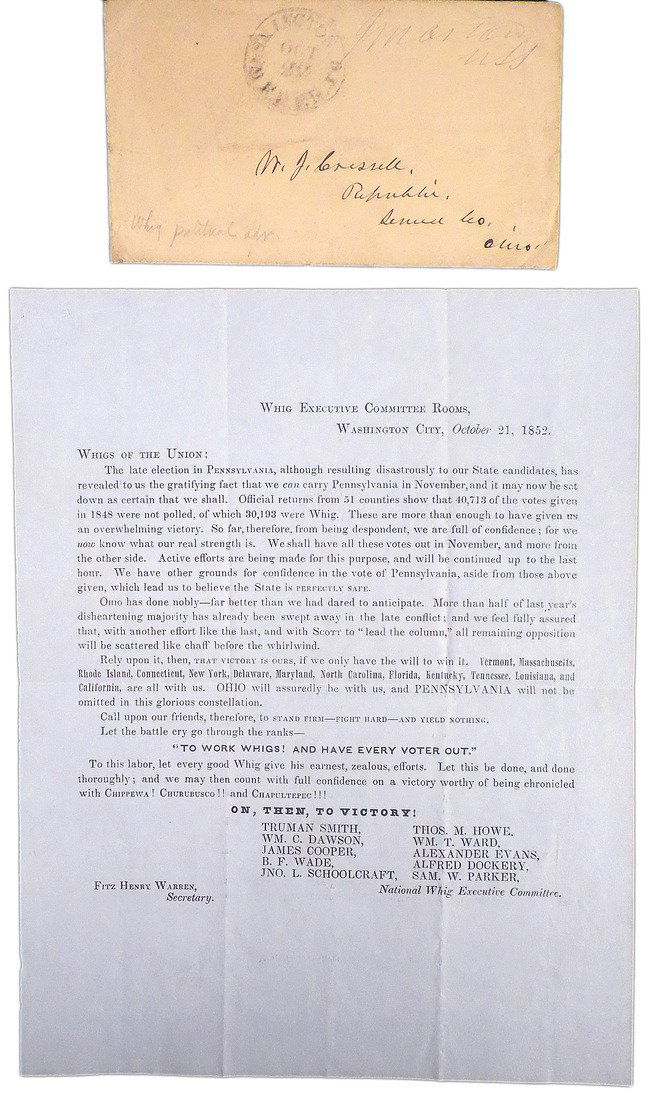 WASHINGTON D.C.
OCT
FREE
W. J. Cressell,
Republic,
Seneca Co,
Ohio.
Whig political adv.
WHIG EXECUTIVE COMMITTEE ROOMS,
WASHINGTON CITY, October 21, 1852.
WHIGS OF THE UNION:
The late election in PENNSYLVANIA, although resulting disastrously to our State candidates, has
revealed to us the gratifying fact that we can carry Pennsylvania in November, and it may now be set
down as certain that we shall. Official returns from 51 counties show that 40,713 of the votes given
in 1848 were not polled, of which 30,193 were Whig. These are more than enough to have given us
an overwhelming victory. So far, therefore, from being despondent, we are full of confidence; for we
now know what our real strength is. We shall have all these votes out in November, and more from
the other side. Active efforts are being made for this purpose, and will be continued up to the last
hour. We have other grounds for confidence in the vote of Pennsylvania, aside from those above
given, which lead us to believe the State is PERFECTLY SAFE.
OHIO has done nobly—far better than we had dared to anticipate. More than half of last year's
disheartening majority has already been swept away in the late conflict; and we feel fully assured
that, with another effort like the last, and with SCOTT to "lead the column," all remaining opposition
will be scattered like chaff before the whirlwind.
Rely upon it, then, THAT VICTORY IS OURS, if we only have the will to win it. Vermont, Massachusetts,
Rhode Island, Connecticut, New York, Delaware, Maryland, North Carolina, Florida, Kentucky, Tennessee, Louisiana, and
California, are all with us. OHIO will assuredly be with us, and PENNSYLVANIA will not be
omitted in this glorious constellation.
Call upon our friends, therefore, to STAND FIRM—FIGHT HARD—AND YIELD NOTHING.
Let the battle cry go through the ranks—
"TO WORK WHIGS! AND HAVE EVERY VOTER OUT."
To this labor, let every good Whig give his earnest, zealous, efforts. Let this be done, and done
thoroughly; and we may then count with full confidence on a victory worthy of being chronicled
with CHIPPEWA! CHURUBUSCO!! and CHAPULTEPEC!!!
ON, THEN, TO VICTORY!
TRUMAN SMITH, THOS. M. HOWE,
WM. C. DAWSON, WM. T. WARD,
JAMES COOPER, ALEXANDER EVANS,
B. F. WADE, ALFRED DOCKERY,
JNO. L. SCHOOLCRAFT, SAM. W. PARKER,
FITZ HENRY WARREN, National Whig Executive Committee.
Secretary.